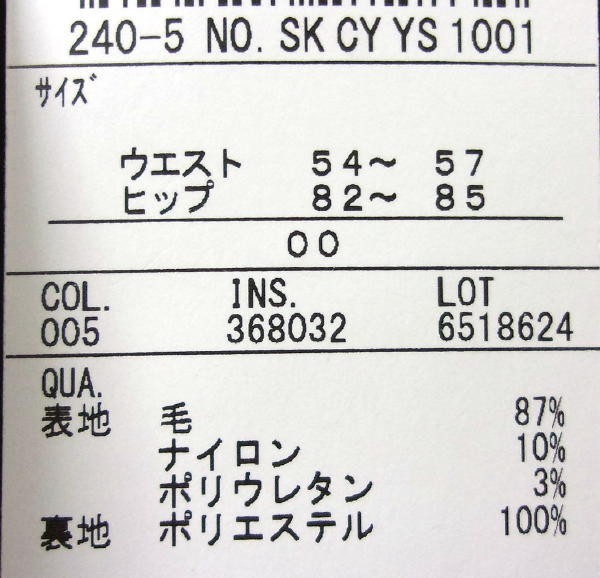 240-5 NO. SK CY YS 1001
サイズ
ウエスト 54～ 57
ヒップ 82～ 85
00
COL. INS. LOT
005 368032 6518624
QUA.
表地 毛 87%
ナイロン 10%
ポリウレタン 3%
裏地 ポリエステル 100%